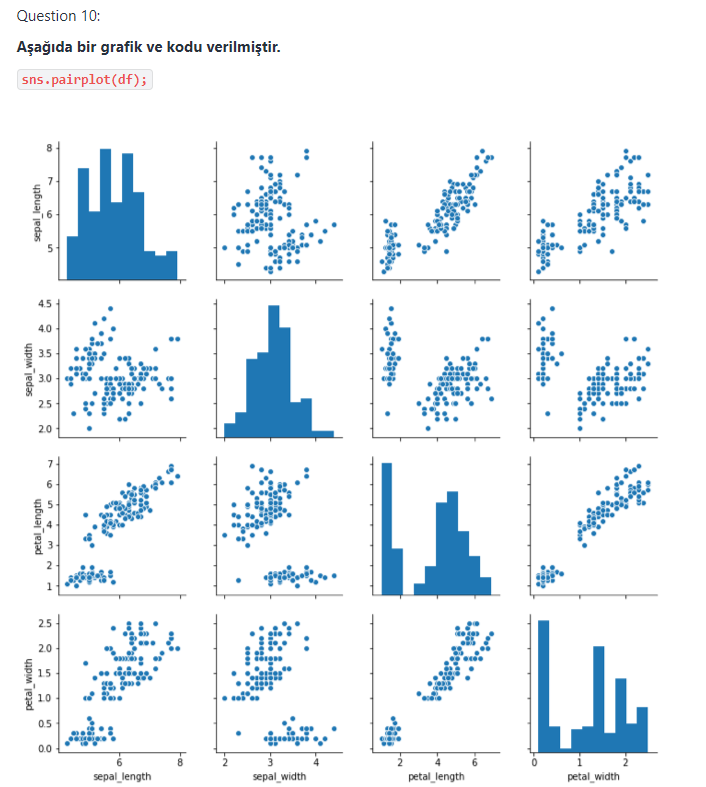 Question 10:
Aşağıda bir grafik ve kodu verilmiştir.
sns.pairplot(df);
8
7
6
5
sepal_length
4.5
4.0
3.5
3.0
2.5
2.0
sepal_width
7
6
5
4
3
2
1
petal_length
2.5
2.0
1.5
1.0
0.5
0.0
petal_width
6 8
sepal_length
2 3 4
sepal_width
2 4 6
petal_length
0 1 2
petal_width